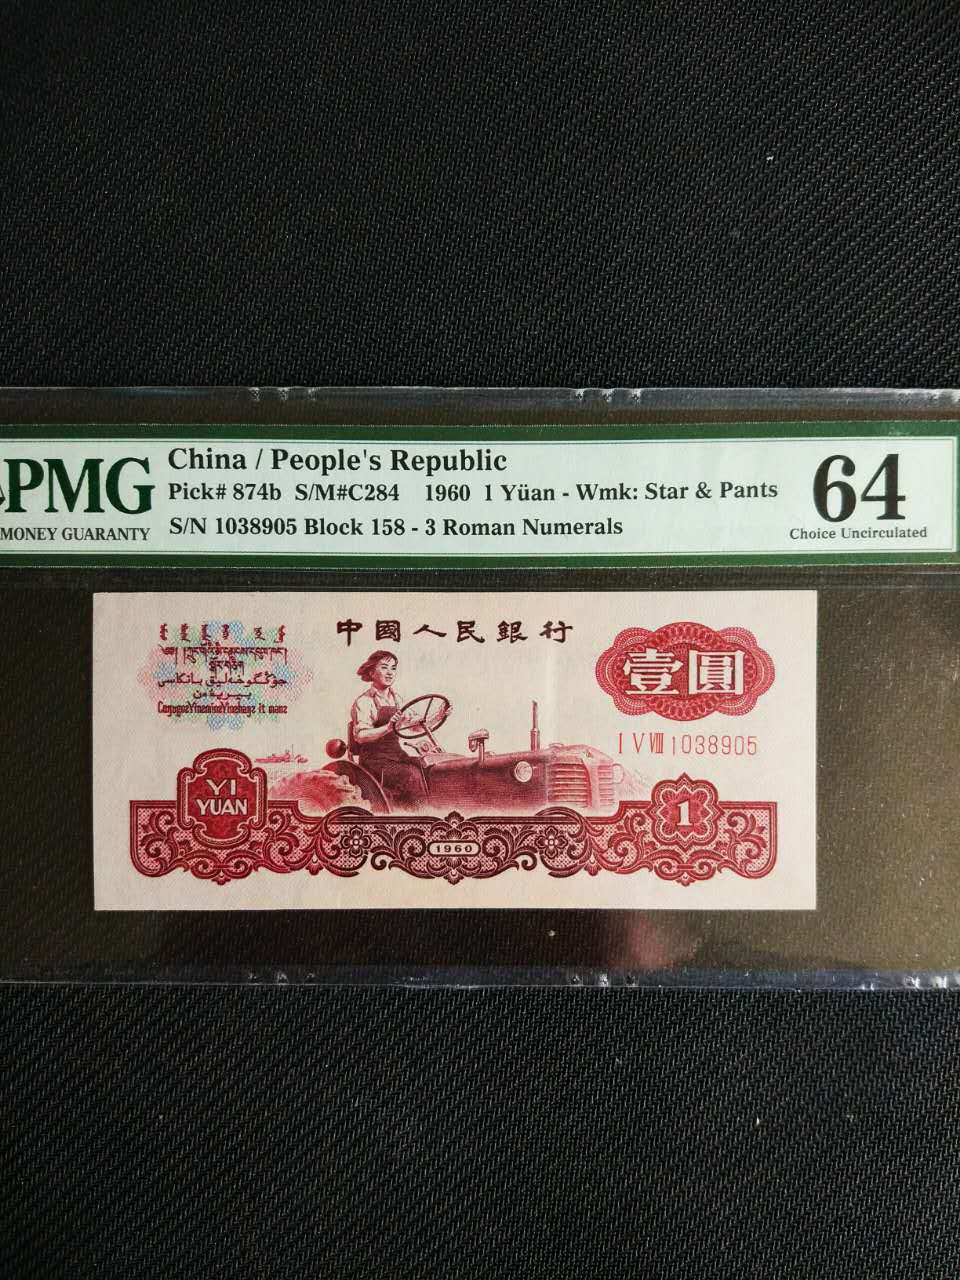 PMG
MONEY GUARANTY
China / People's Republic
Pick# 874b S/M#C284 1960 1 Yüan - Wmk: Star & Pants
S/N 1038905 Block 158 - 3 Roman Numerals
64
Choice Uncirculated
中國人民銀行
壹圓
I V VIII 1038905
YI
YUAN
1960
1